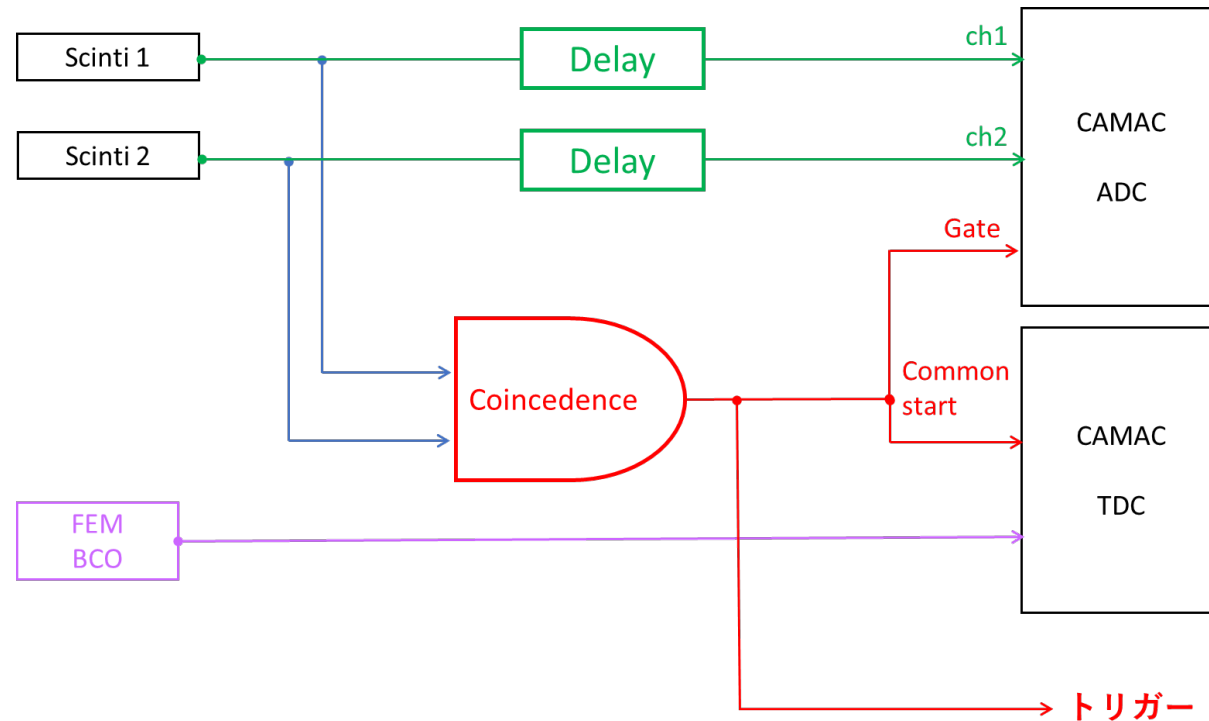 Scinti 1
Delay
ch1
Scinti 2
Delay
ch2
CAMAC
ADC
Gate
Coincedence
Common
start
CAMAC
TDC
FEM
BCO
トリガー